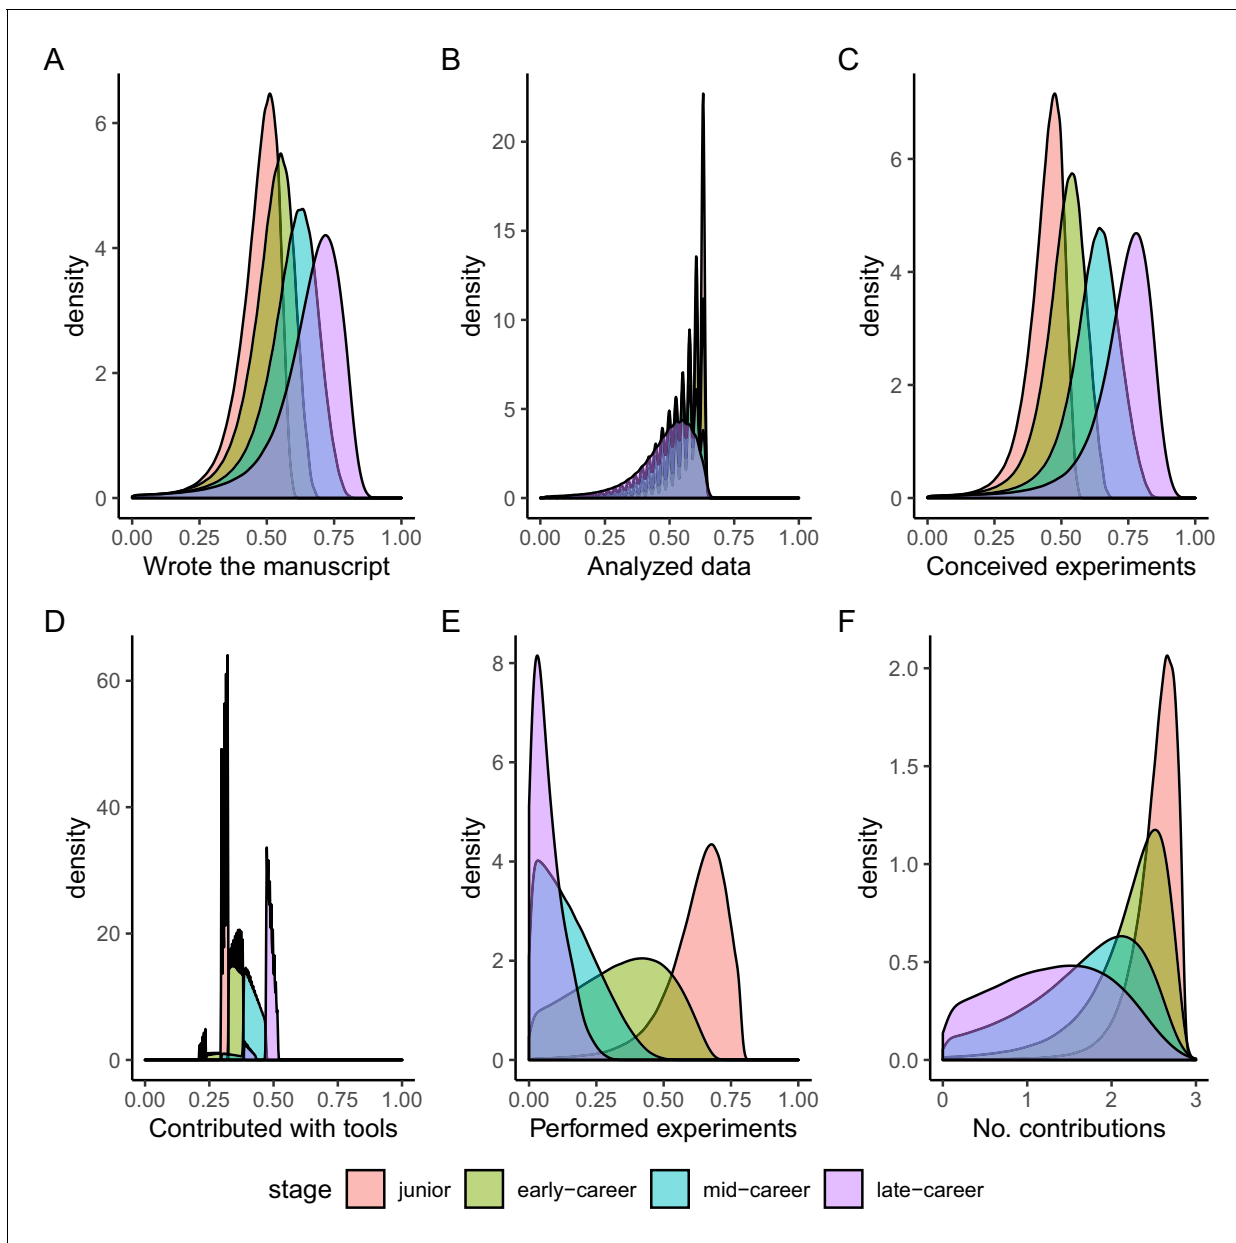 A
B
C
density
6
4
2
0
0.00 0.25 0.50 0.75 1.00
Wrote the manuscript
density
20
15
10
5
0
0.00 0.25 0.50 0.75 1.00
Analyzed data
density
6
4
2
0
0.00 0.25 0.50 0.75 1.00
Conceived experiments
D
E
F
density
60
40
20
0
0.00 0.25 0.50 0.75 1.00
Contributed with tools
density
8
6
4
2
0
0.00 0.25 0.50 0.75 1.00
Performed experiments
density
2.0
1.5
1.0
0.5
0.0
0 1 2 3
No. contributions
stage junior early−career mid−career late−career